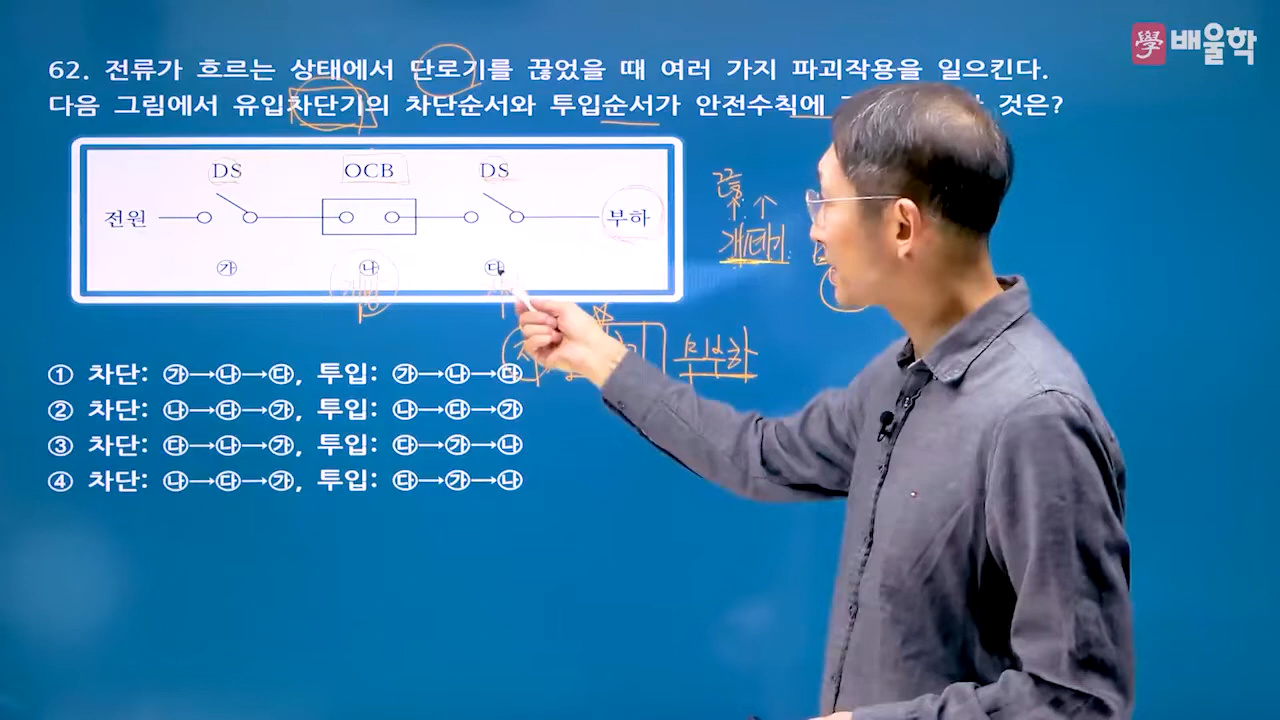 學 배울학
62. 전류가 흐르는 상태에서 단로기를 끊었을 때 여러 가지 파괴작용을 일으킨다.
다음 그림에서 유입차단기의 차단순서와 투입순서가 안전수칙에 것은?
DS OCB DS
전원 부하
㉮ ㉯ ㉰
개폐기
① 차단: ㉮→㉯→㉰, 투입: ㉮→㉯→㉰
② 차단: ㉯→㉰→㉮, 투입: ㉯→㉰→㉮
③ 차단: ㉰→㉯→㉮, 투입: ㉰→㉮→㉯
④ 차단: ㉯→㉰→㉮, 투입: ㉰→㉮→㉯